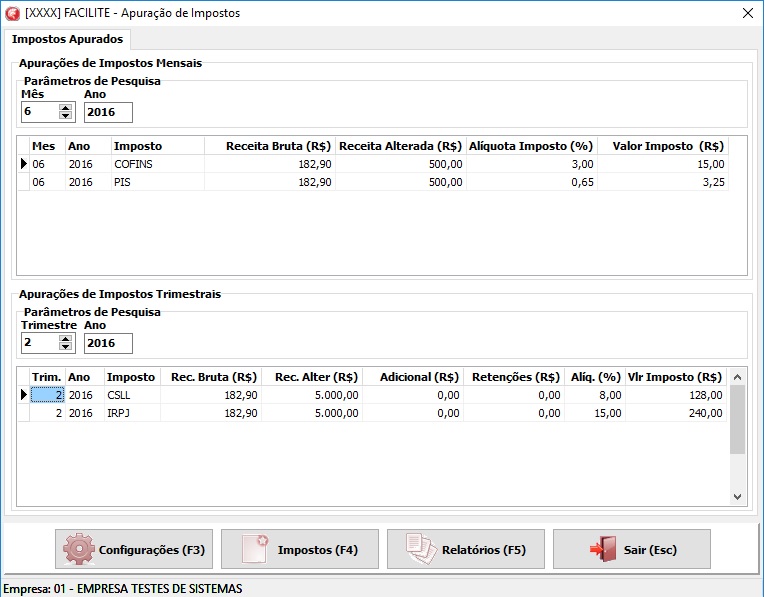 [XXXX] FACILITE - Apuração de Impostos
Impostos Apurados
Apurações de Impostos Mensais
Parâmetros de Pesquisa
Mês Ano
6 2016
Mes Ano Imposto Receita Bruta (R$) Receita Alterada (R$) Alíquota Imposto (%) Valor Imposto (R$)
06 2016 COFINS 182,90 500,00 3,00 15,00
06 2016 PIS 182,90 500,00 0,65 3,25
Apurações de Impostos Trimestrais
Parâmetros de Pesquisa
Trimestre Ano
2 2016
Trim. Ano Imposto Rec. Bruta (R$) Rec. Alter (R$) Adicional (R$) Retenções (R$) Alíq. (%) Vlr Imposto (R$)
2 2016 CSLL 182,90 5.000,00 0,00 0,00 8,00 128,00
2 2016 IRPJ 182,90 5.000,00 0,00 0,00 15,00 240,00
Configurações (F3) Impostos (F4) Relatórios (F5) Sair (Esc)
Empresa: 01 - EMPRESA TESTES DE SISTEMAS